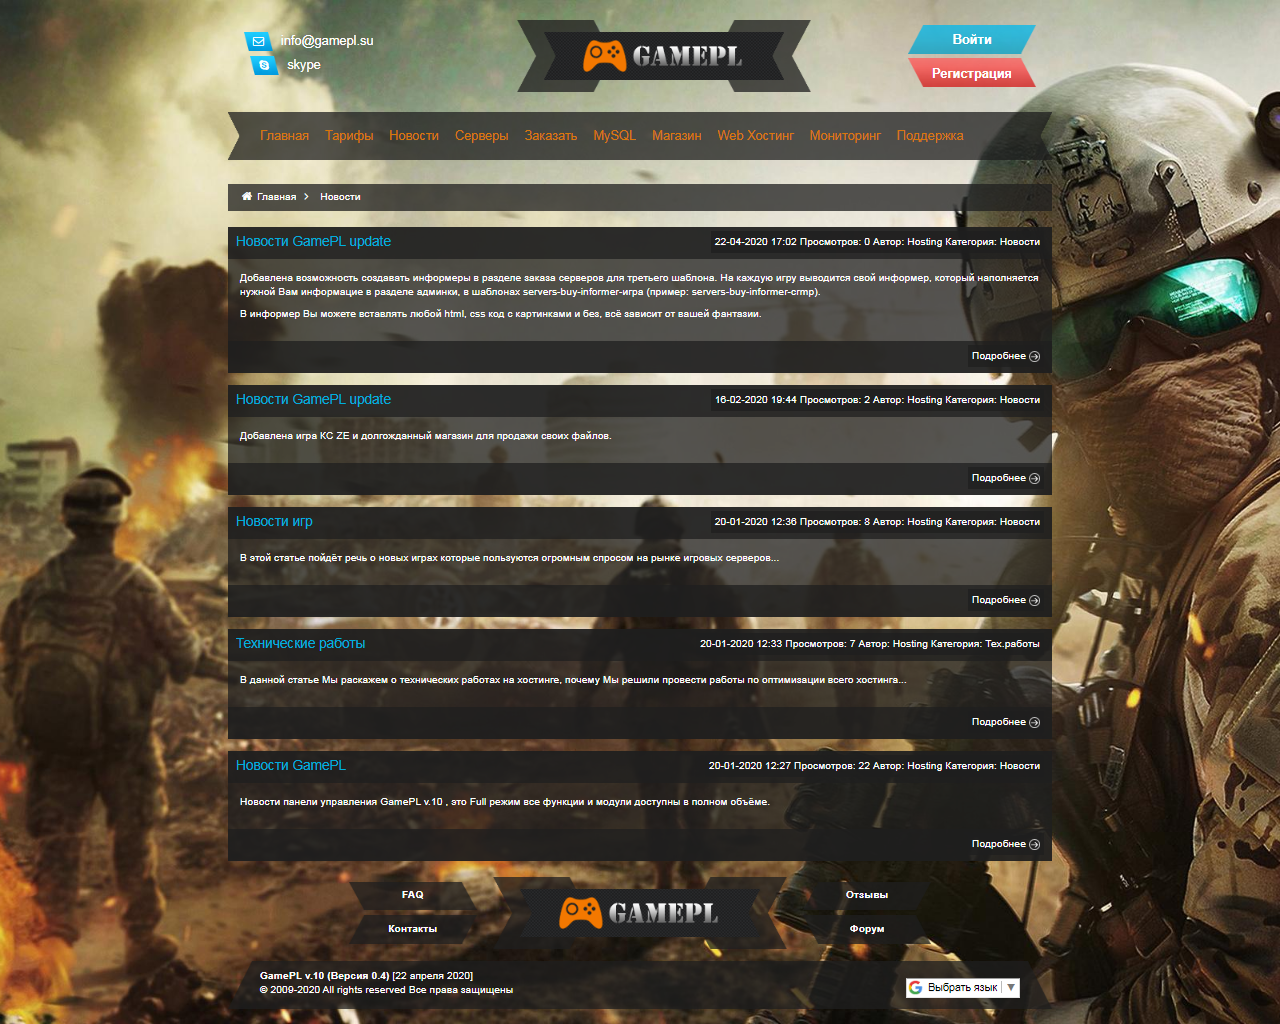 info@gamepl.su
skype
GAMEPL
Войти
Регистрация
Главная Тарифы Новости Серверы Заказать MySQL Магазин Web Хостинг Мониторинг Поддержка
Главная Новости
Новости GamePL update
22-04-2020 17:02 Просмотров: 0 Автор: Hosting Категория: Новости
Добавлена возможность создавать информеры в разделе заказа серверов для третьего шаблона. На каждую игру выводится свой информер, который наполняется
нужной Вам информацие в разделе админки, в шаблонах servers-buy-informer-игра (пример: servers-buy-informer-crmp).
В информер Вы можете вставлять любой html, css код с картинками и без, всё зависит от вашей фантазии.
Подробнее
Новости GamePL update
16-02-2020 19:44 Просмотров: 2 Автор: Hosting Категория: Новости
Добавлена игра КС ZE и долгожданный магазин для продажи своих файлов.
Подробнее
Новости игр
20-01-2020 12:36 Просмотров: 8 Автор: Hosting Категория: Новости
В этой статье пойдёт речь о новых играх которые пользуются огромным спросом на рынке игровых серверов...
Подробнее
Технические работы
20-01-2020 12:33 Просмотров: 7 Автор: Hosting Категория: Тех.работы
В данной статье Мы раскажем о технических работах на хостинге, почему Мы решили провести работы по оптимизации всего хостинга...
Подробнее
Новости GamePL
20-01-2020 12:27 Просмотров: 22 Автор: Hosting Категория: Новости
Новости панели управления GamePL v.10 , это Full режим все функции и модули доступны в полном объёме.
Подробнее
FAQ
Контакты
GAMEPL
Отзывы
Форум
GamePL v.10 (Версия 0.4) [22 апреля 2020]
© 2009-2020 All rights reserved Все права защищены
Выбрать язык ▼